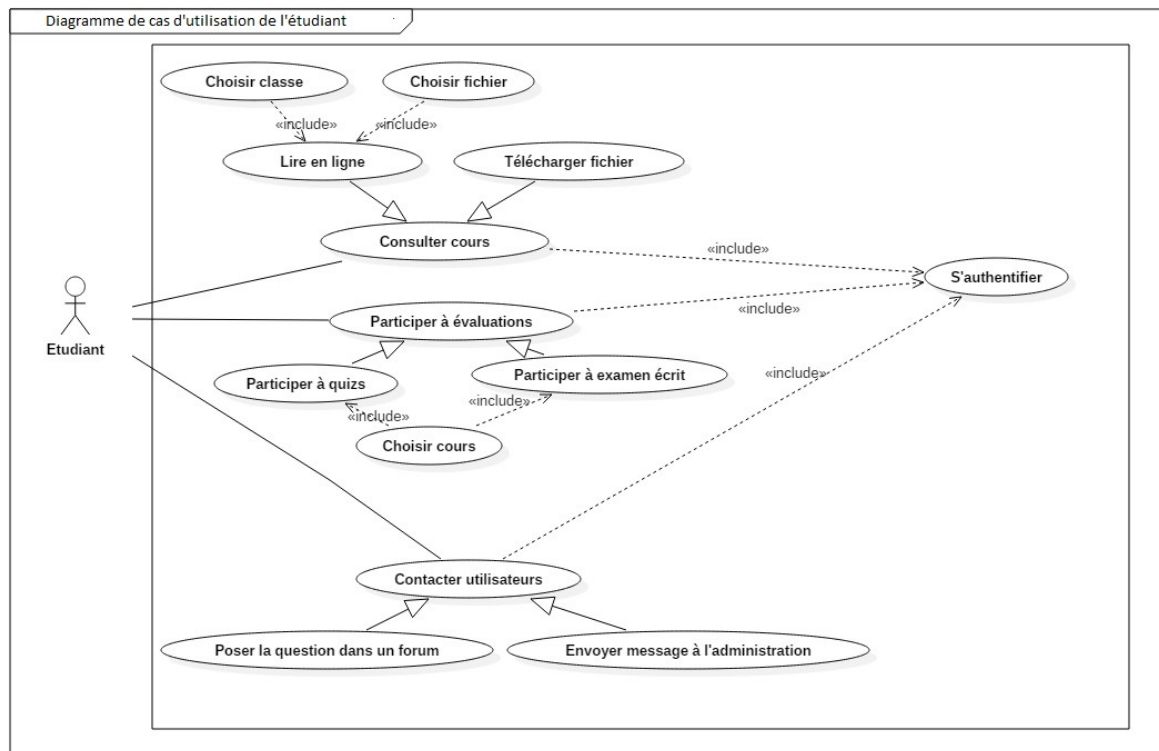 Diagramme de cas d'utilisation de l'étudiant
Choisir classe
Choisir fichier
«include»
«include»
Lire en ligne
Télécharger fichier
Consulter cours
«include»
S'authentifier
Etudiant
Participer à évaluations
«include»
Participer à quizs
Participer à examen écrit
«include»
«include»
«include»
Choisir cours
Contacter utilisateurs
Poser la question dans un forum
Envoyer message à l'administration